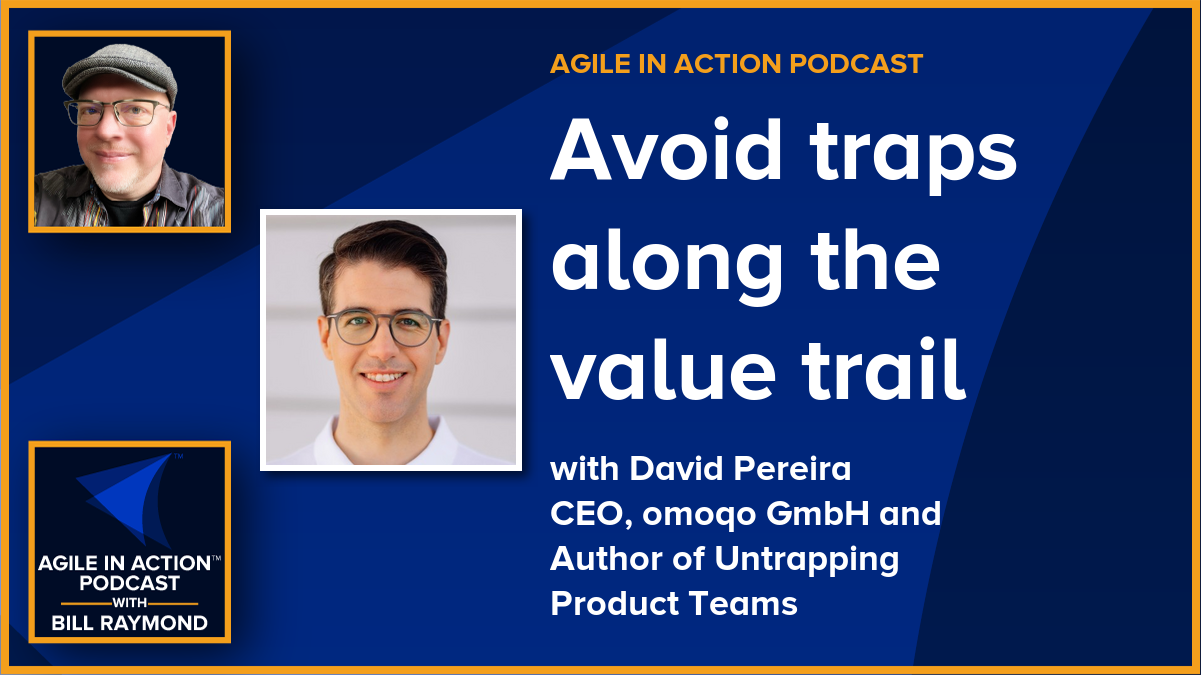 AGILE IN ACTION PODCAST
Avoid traps
along the
value trail
with David Pereira
CEO, omoqo GmbH and
Author of Untrapping
Product Teams
TM
AGILE IN ACTION™
PODCAST
WITH
BILL RAYMOND